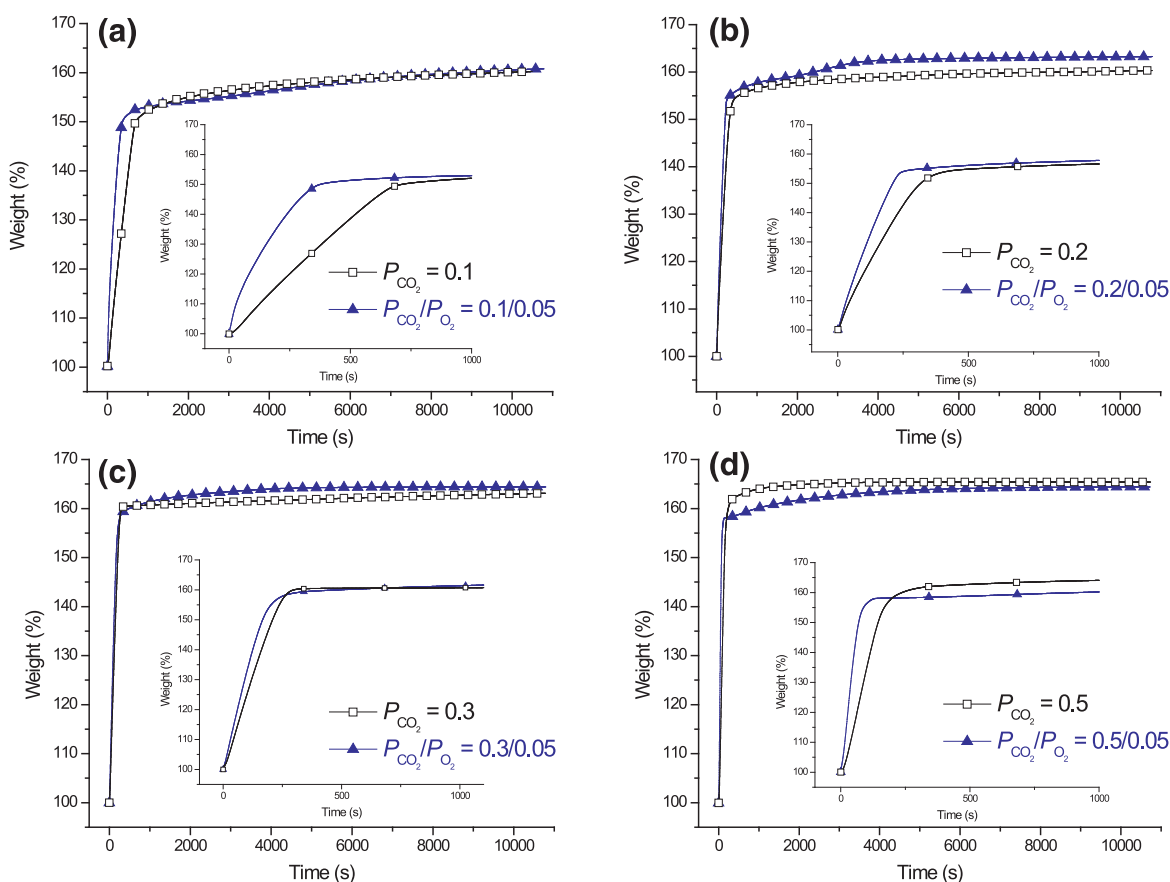 (a)
170
160
150
140
130
120
110
100
Weight (%)
0 2000 4000 6000 8000 10000
Time (s)
170
160
150
140
130
120
110
100
Weight (%)
0 500 1000
Time (s)
PCO2 = 0.1
PCO2/PO2 = 0.1/0.05
(b)
170
160
150
140
130
120
110
100
Weight (%)
0 2000 4000 6000 8000 10000
Time (s)
170
160
150
140
130
120
110
100
Weight (%)
0 250 500 750 1000
Time (s)
PCO2 = 0.2
PCO2/PO2 = 0.2/0.05
(c)
170
160
150
140
130
120
110
100
Weight (%)
0 2000 4000 6000 8000 10000
Time (s)
170
160
150
140
130
120
110
100
Weight (%)
0 500 1000
Time (s)
PCO2 = 0.3
PCO2/PO2 = 0.3/0.05
(d)
170
160
150
140
130
120
110
100
Weight (%)
0 2000 4000 6000 8000 10000
Time (s)
170
160
150
140
130
120
110
100
Weight (%)
0 500 1000
Time (s)
PCO2 = 0.5
PCO2/PO2 = 0.5/0.05